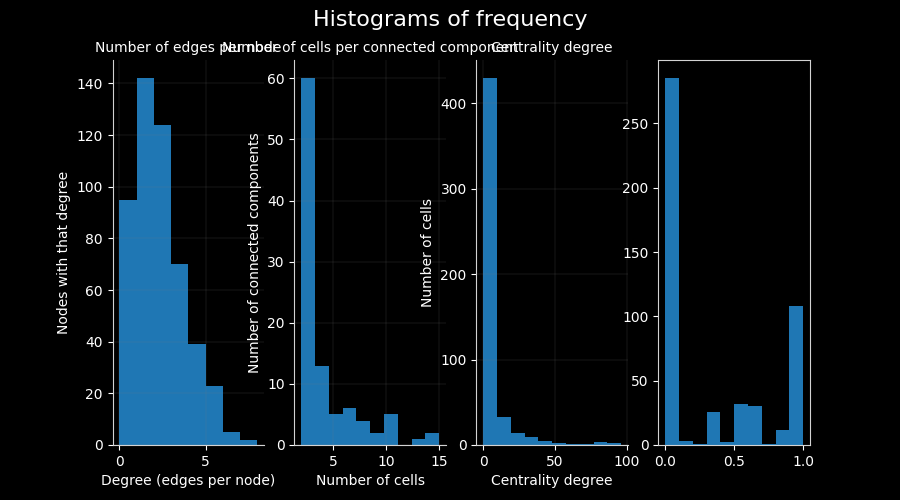 Histograms of frequency
Number of edges per node
Number of cells per connected component
Centrality degree
Nodes with that degree
140
120
100
80
60
40
20
0
0 5
Degree (edges per node)
Number of connected components
60
50
40
30
20
10
0
5 10 15
Number of cells
Number of cells
400
300
200
100
0
0 50 100
Centrality degree
250
200
150
100
50
0
0.0 0.5 1.0